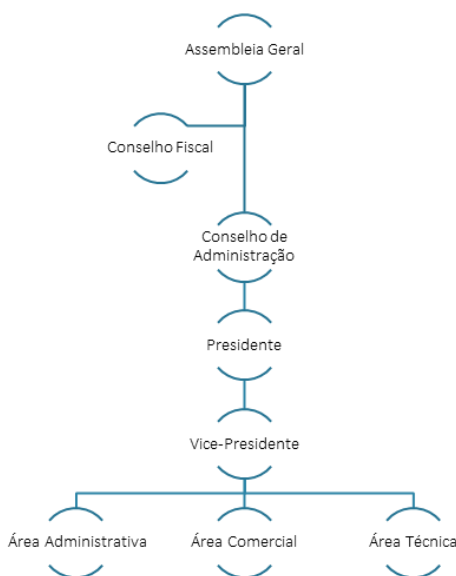 Assembleia Geral
Conselho Fiscal
Conselho de
Administração
Presidente
Vice-Presidente
Área Administrativa
Área Comercial
Área Técnica